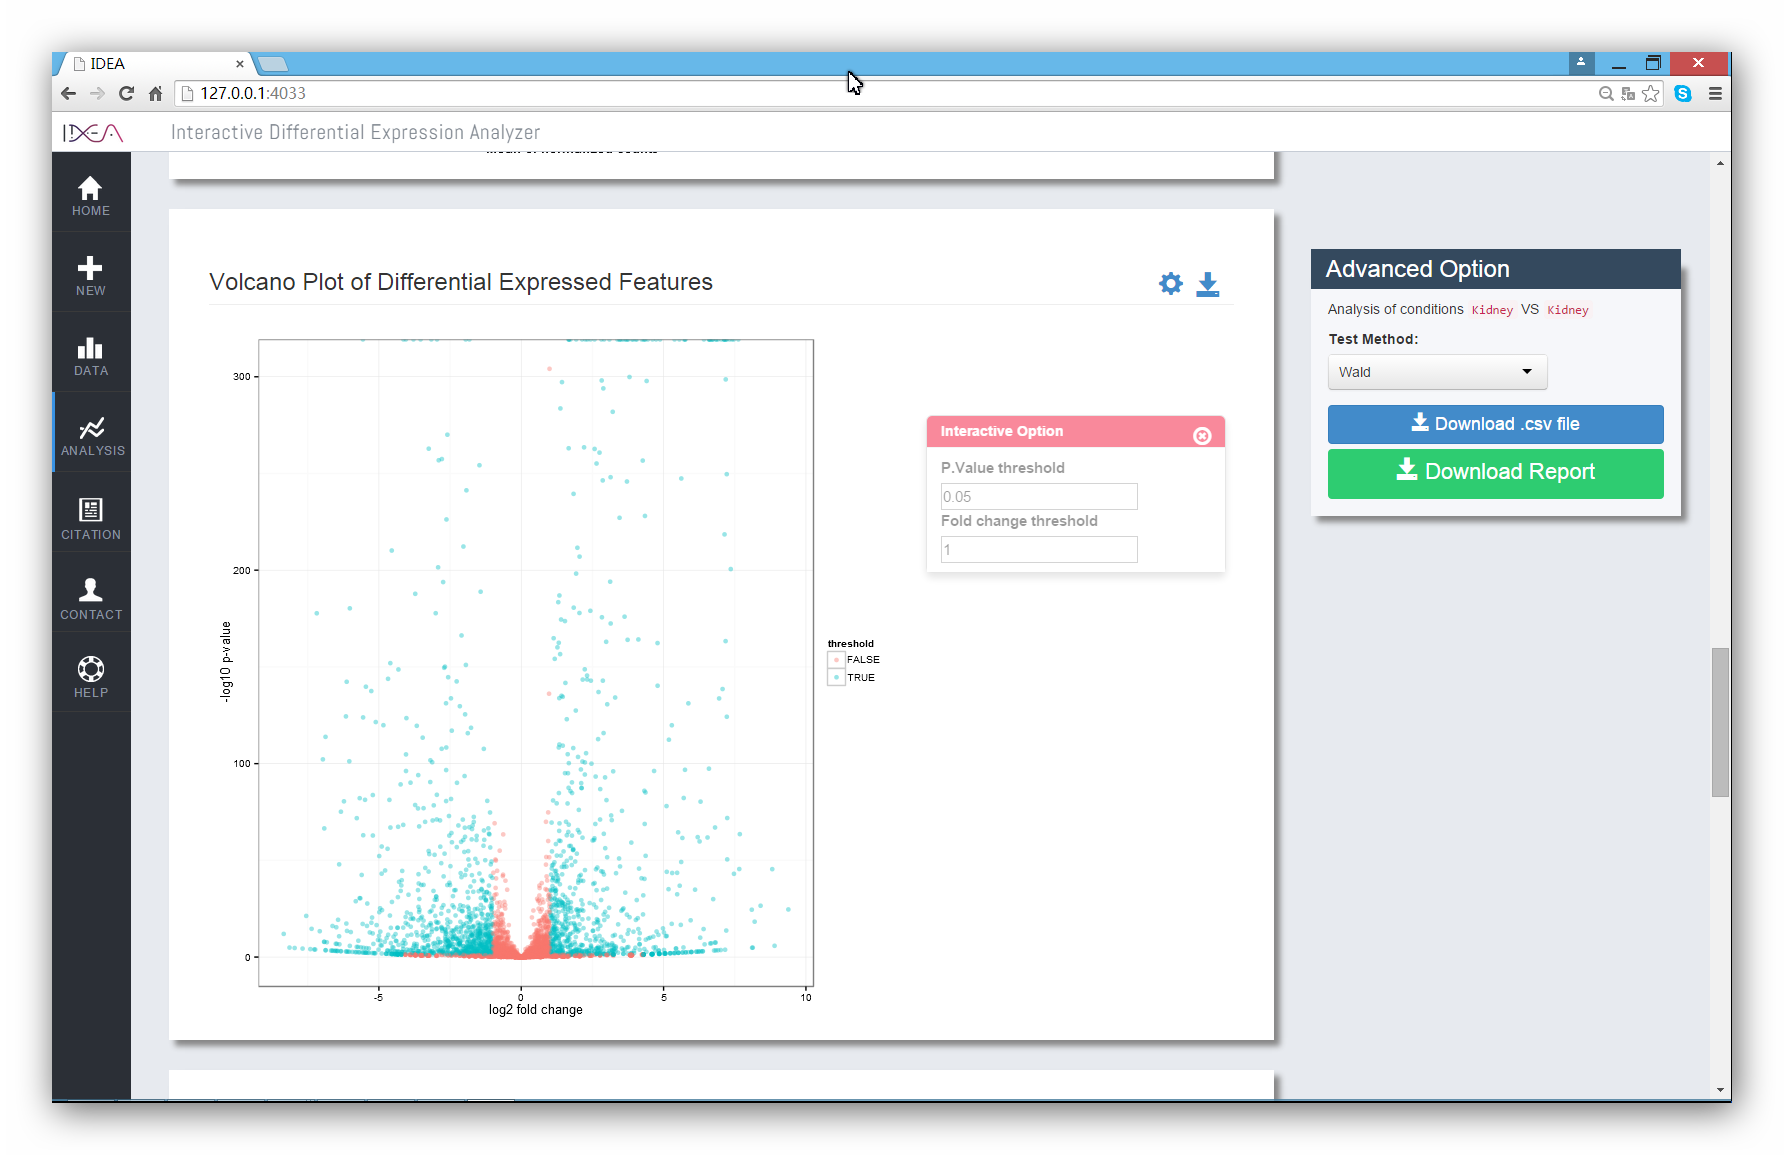 IDEA
127.0.0.1:4033
IDEA
Interactive Differential Expression Analyzer
HOME
NEW
DATA
ANALYSIS
CITATION
CONTACT
HELP
Volcano Plot of Differential Expressed Features
300
200
100
0
-log10 p-value
-5
0
5
10
log2 fold change
threshold
FALSE
TRUE
Interactive Option
P.Value threshold
0.05
Fold change threshold
1
Advanced Option
Analysis of conditions Kidney VS Kidney
Test Method:
Wald
Download .csv file
Download Report